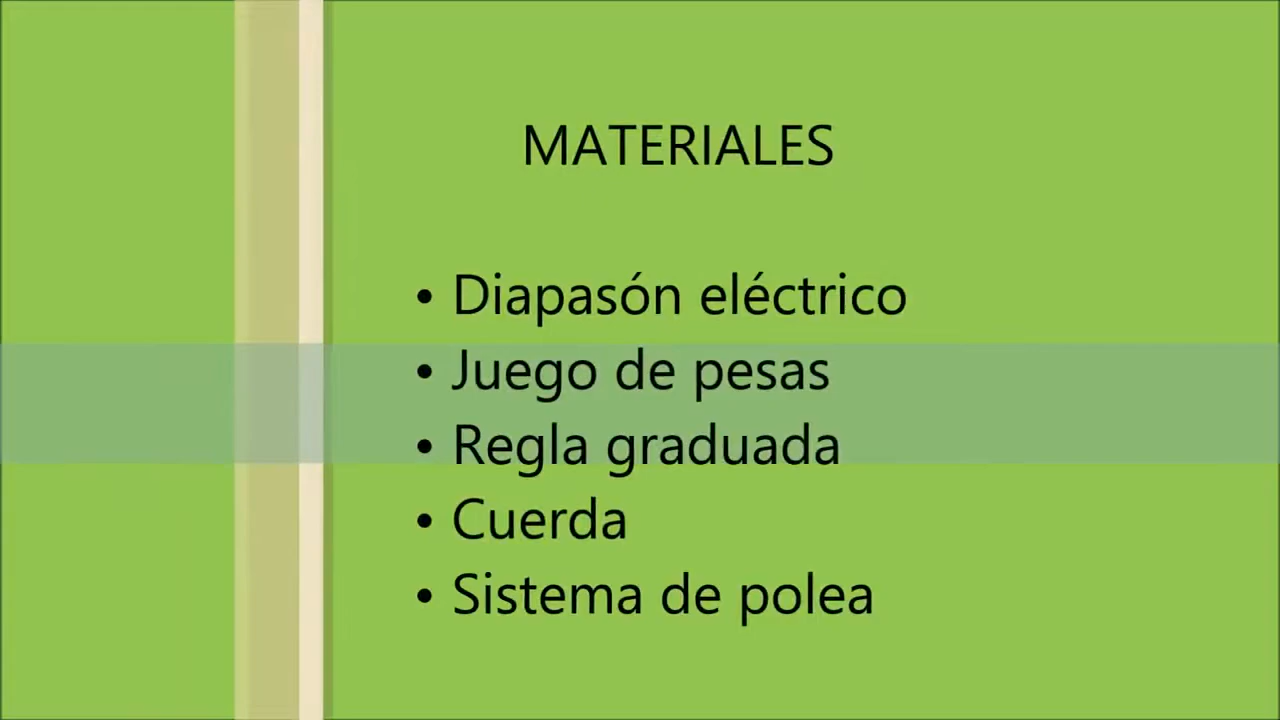 MATERIALES
• Diapasón eléctrico
• Juego de pesas
• Regla graduada
• Cuerda
• Sistema de polea